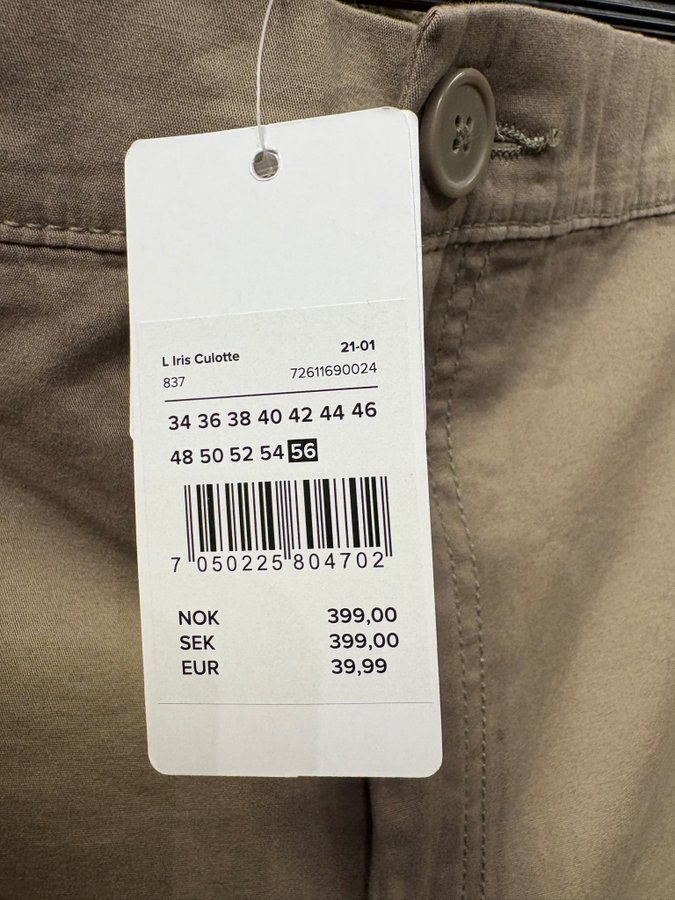 L Iris Culotte 21-01
837 72611690024
34 36 38 40 42 44 46
48 50 52 54 56
7 050225 804702
NOK 399,00
SEK 399,00
EUR 39,99